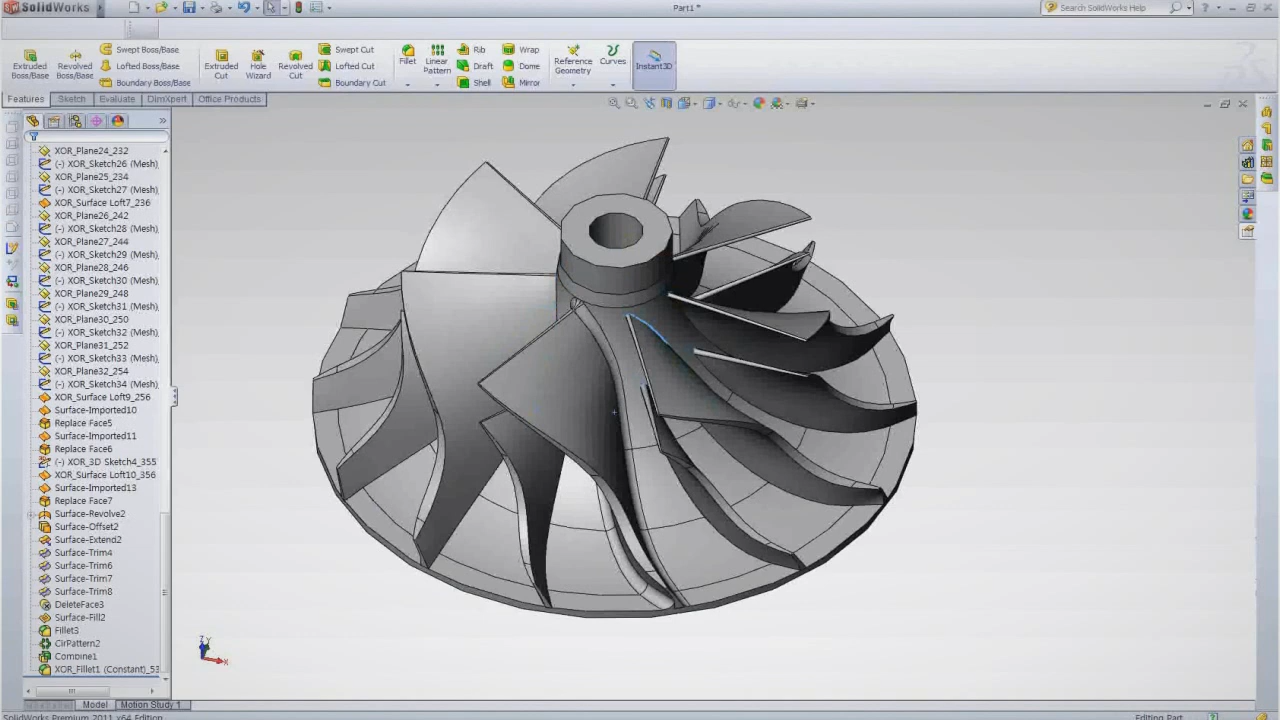 SolidWorks
Part1 *
Search SolidWorks Help
Extruded Boss/Base
Revolved Boss/Base
Swept Boss/Base
Lofted Boss/Base
Boundary Boss/Base
Extruded Cut
Hole Wizard
Revolved Cut
Swept Cut
Lofted Cut
Boundary Cut
Fillet
Linear Pattern
Rib
Draft
Shell
Wrap
Dome
Mirror
Reference Geometry
Curves
Instant3D
Features
Sketch
Evaluate
DimXpert
Office Products
XOR_Plane24_232
(-) XOR_Sketch26 (Mesh)
XOR_Plane25_234
(-) XOR_Sketch27 (Mesh)
XOR_Surface Loft7_236
XOR_Plane26_242
(-) XOR_Sketch28 (Mesh)
XOR_Plane27_244
(-) XOR_Sketch29 (Mesh)
XOR_Plane28_246
(-) XOR_Sketch30 (Mesh)
XOR_Plane29_248
(-) XOR_Sketch31 (Mesh)
XOR_Plane30_250
(-) XOR_Sketch32 (Mesh)
XOR_Plane31_252
(-) XOR_Sketch33 (Mesh)
XOR_Plane32_254
(-) XOR_Sketch34 (Mesh)
XOR_Surface Loft9_256
Surface-Imported10
Replace Face5
Surface-Imported11
Replace Face6
(-) XOR_3D Sketch4_355
XOR_Surface Loft10_356
Surface-Imported13
Replace Face7
Surface-Revolve2
Surface-Offset2
Surface-Extend2
Surface-Trim4
Surface-Trim6
Surface-Trim7
Surface-Trim8
DeleteFace3
Surface-Fill2
Fillet3
CirPattern2
Combine1
XOR_Fillet1 (Constant)_53
Z Y
X
Model
Motion Study 1
SolidWorks Premium 2011 x64 Edition
Editing Part